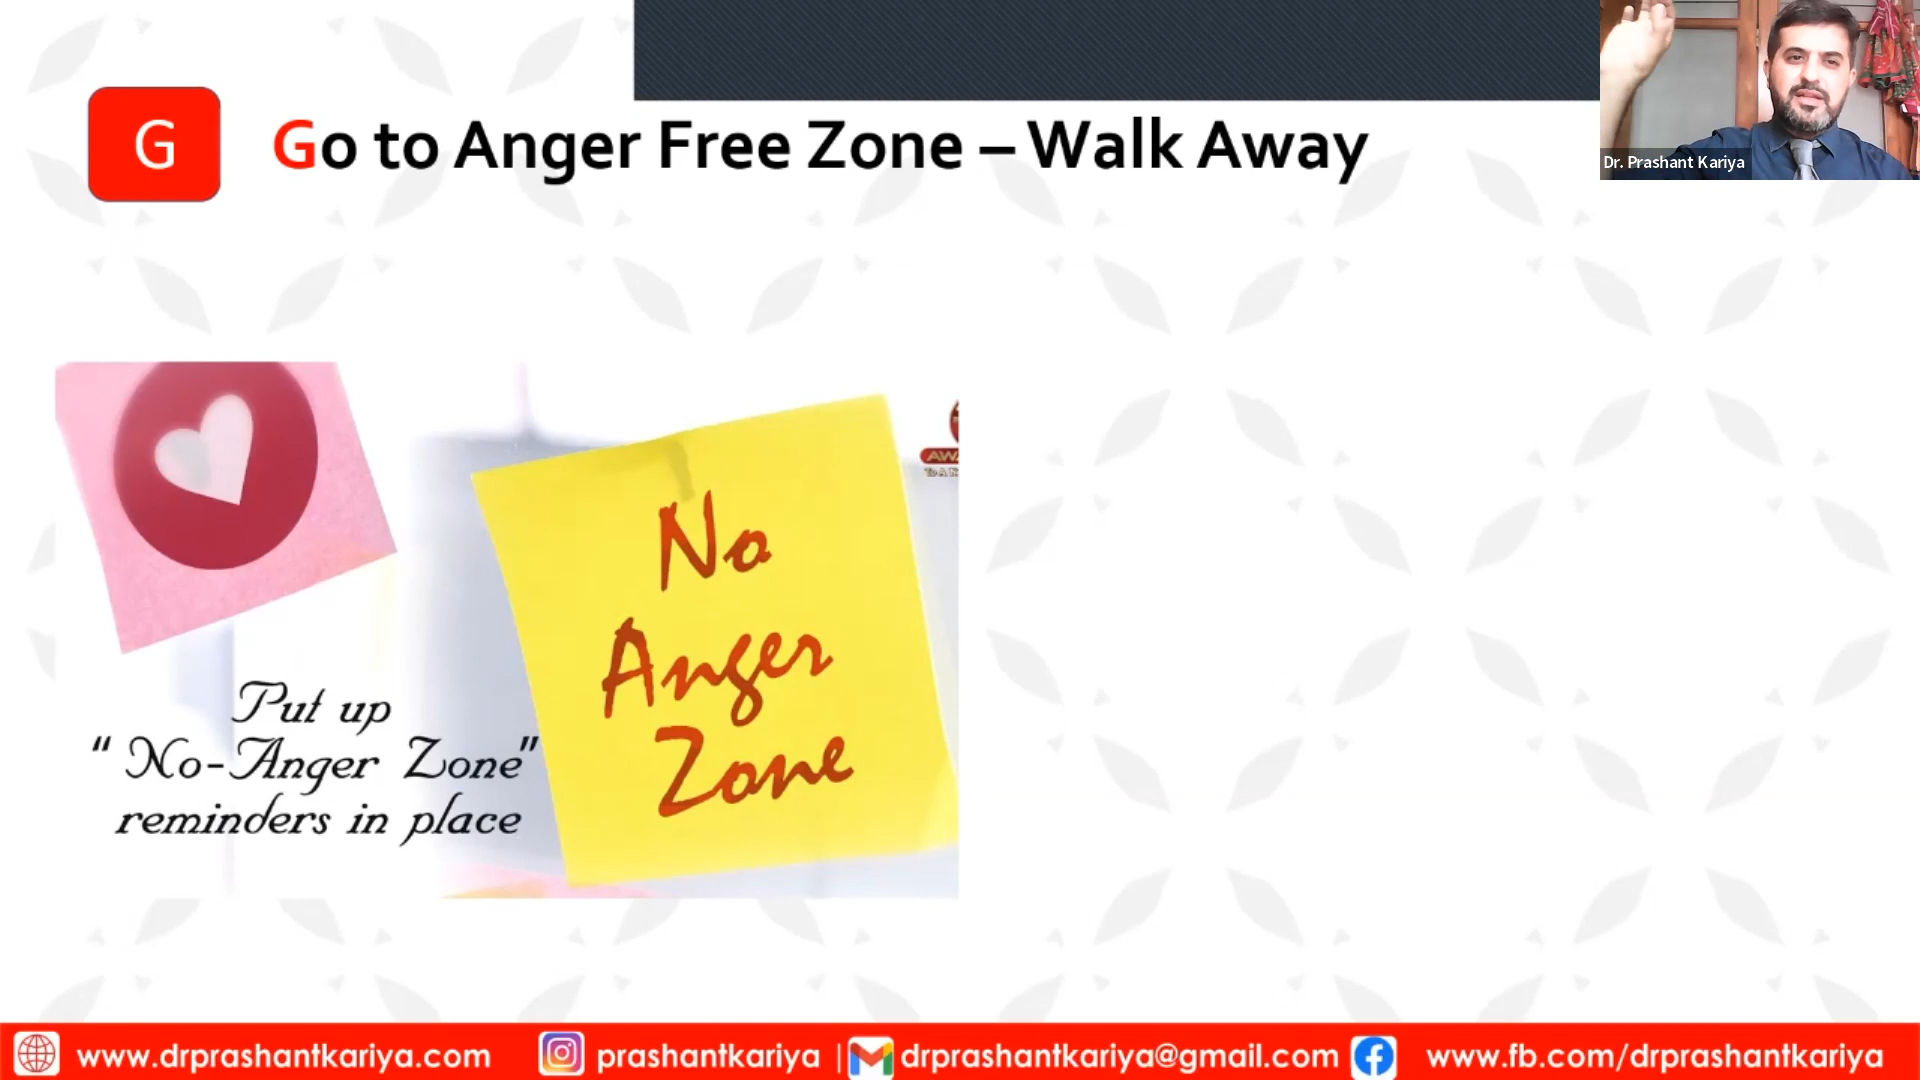 G
Go to Anger Free Zone – Walk Away
Dr. Prashant Kariya
No
Anger
Zone
Put up
“ No-Anger Zone”
reminders in place
www.drprashantkariya.com
prashantkariya |
drprashantkariya@gmail.com
www.fb.com/drprashantkariya